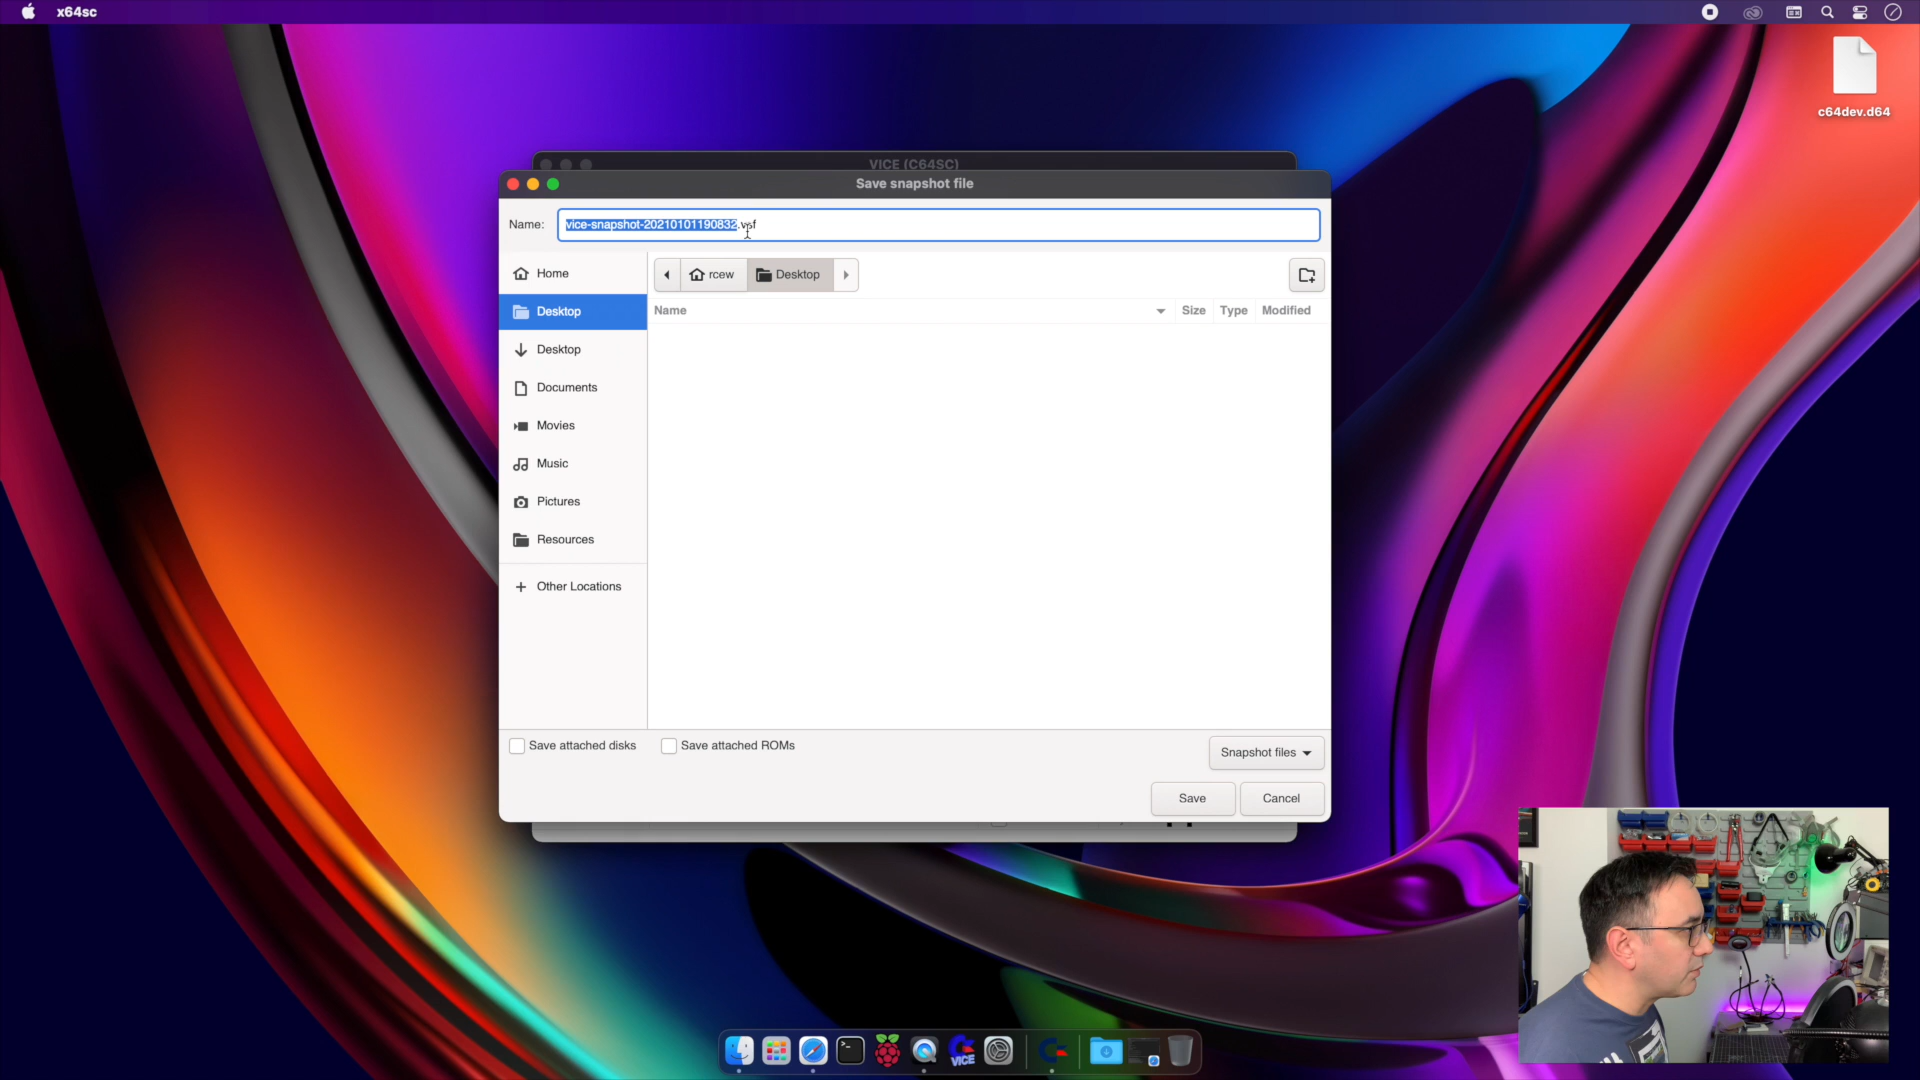 x64sc
c64dev.d64
VICE (C64SC)
Save snapshot file
Name: vice-snapshot-20210101190832.vsf
Home
Desktop
Desktop
Documents
Movies
Music
Pictures
Resources
Other Locations
rcew Desktop
Name Size Type Modified
Save attached disks Save attached ROMs
Snapshot files
Save Cancel
VICE